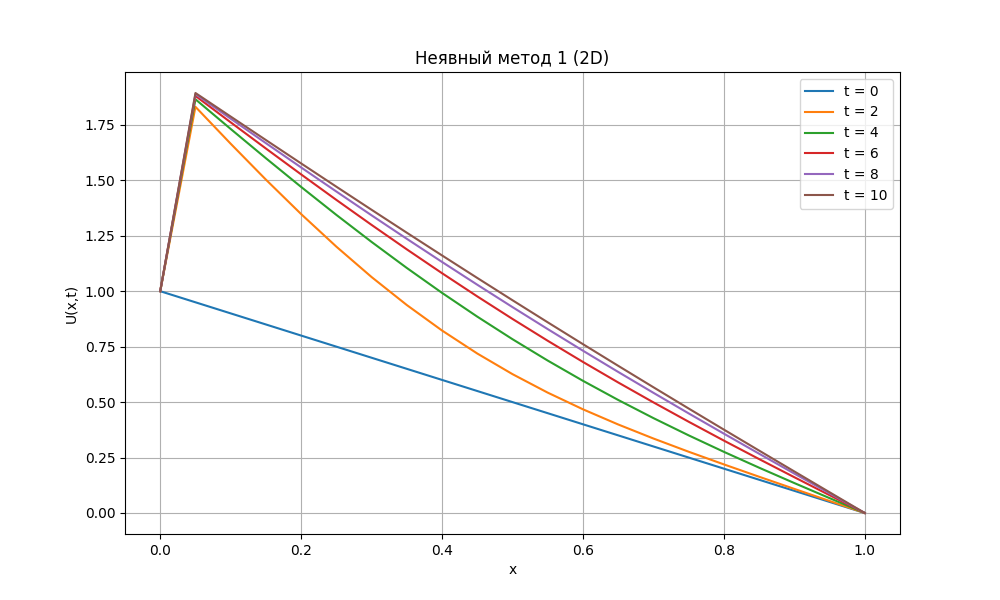 Неявный метод 1 (2D)
U(x,t)
1.75
1.50
1.25
1.00
0.75
0.50
0.25
0.00
0.0 0.2 0.4 0.6 0.8 1.0
x
t = 0
t = 2
t = 4
t = 6
t = 8
t = 10